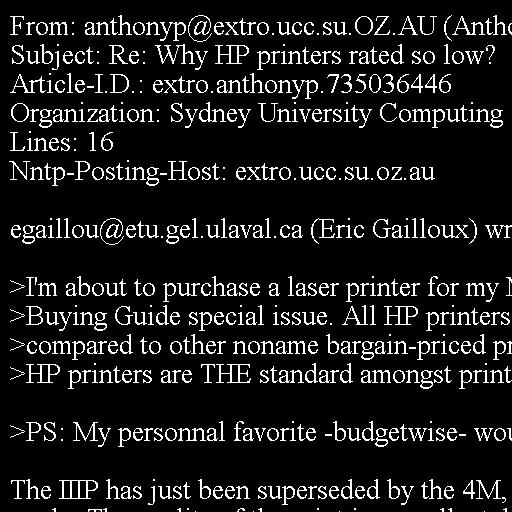 From: anthonyp@extro.ucc.su.OZ.AU (Antho
Subject: Re: Why HP printers rated so low?
Article-I.D.: extro.anthonyp.735036446
Organization: Sydney University Computing
Lines: 16
Nntp-Posting-Host: extro.ucc.su.oz.au
egaillou@etu.gel.ulaval.ca (Eric Gailloux) wr
>I'm about to purchase a laser printer for my
>Buying Guide special issue. All HP printers
>compared to other noname bargain-priced pr
>HP printers are THE standard amongst print
>PS: My personnal favorite -budgetwise- wou
The IIIP has just been superseded by the 4M,